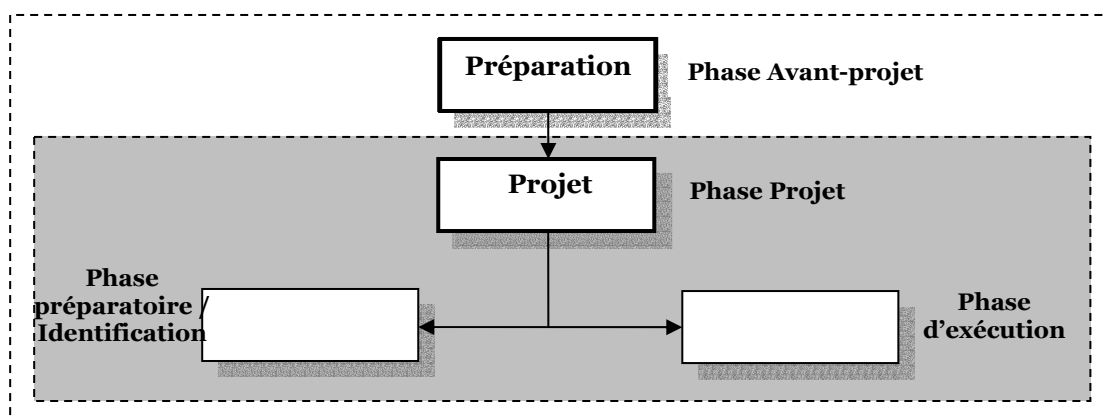 Préparation
Phase Avant-projet
Projet
Phase Projet
Phase
préparatoire /
Identification
Phase
d'exécution